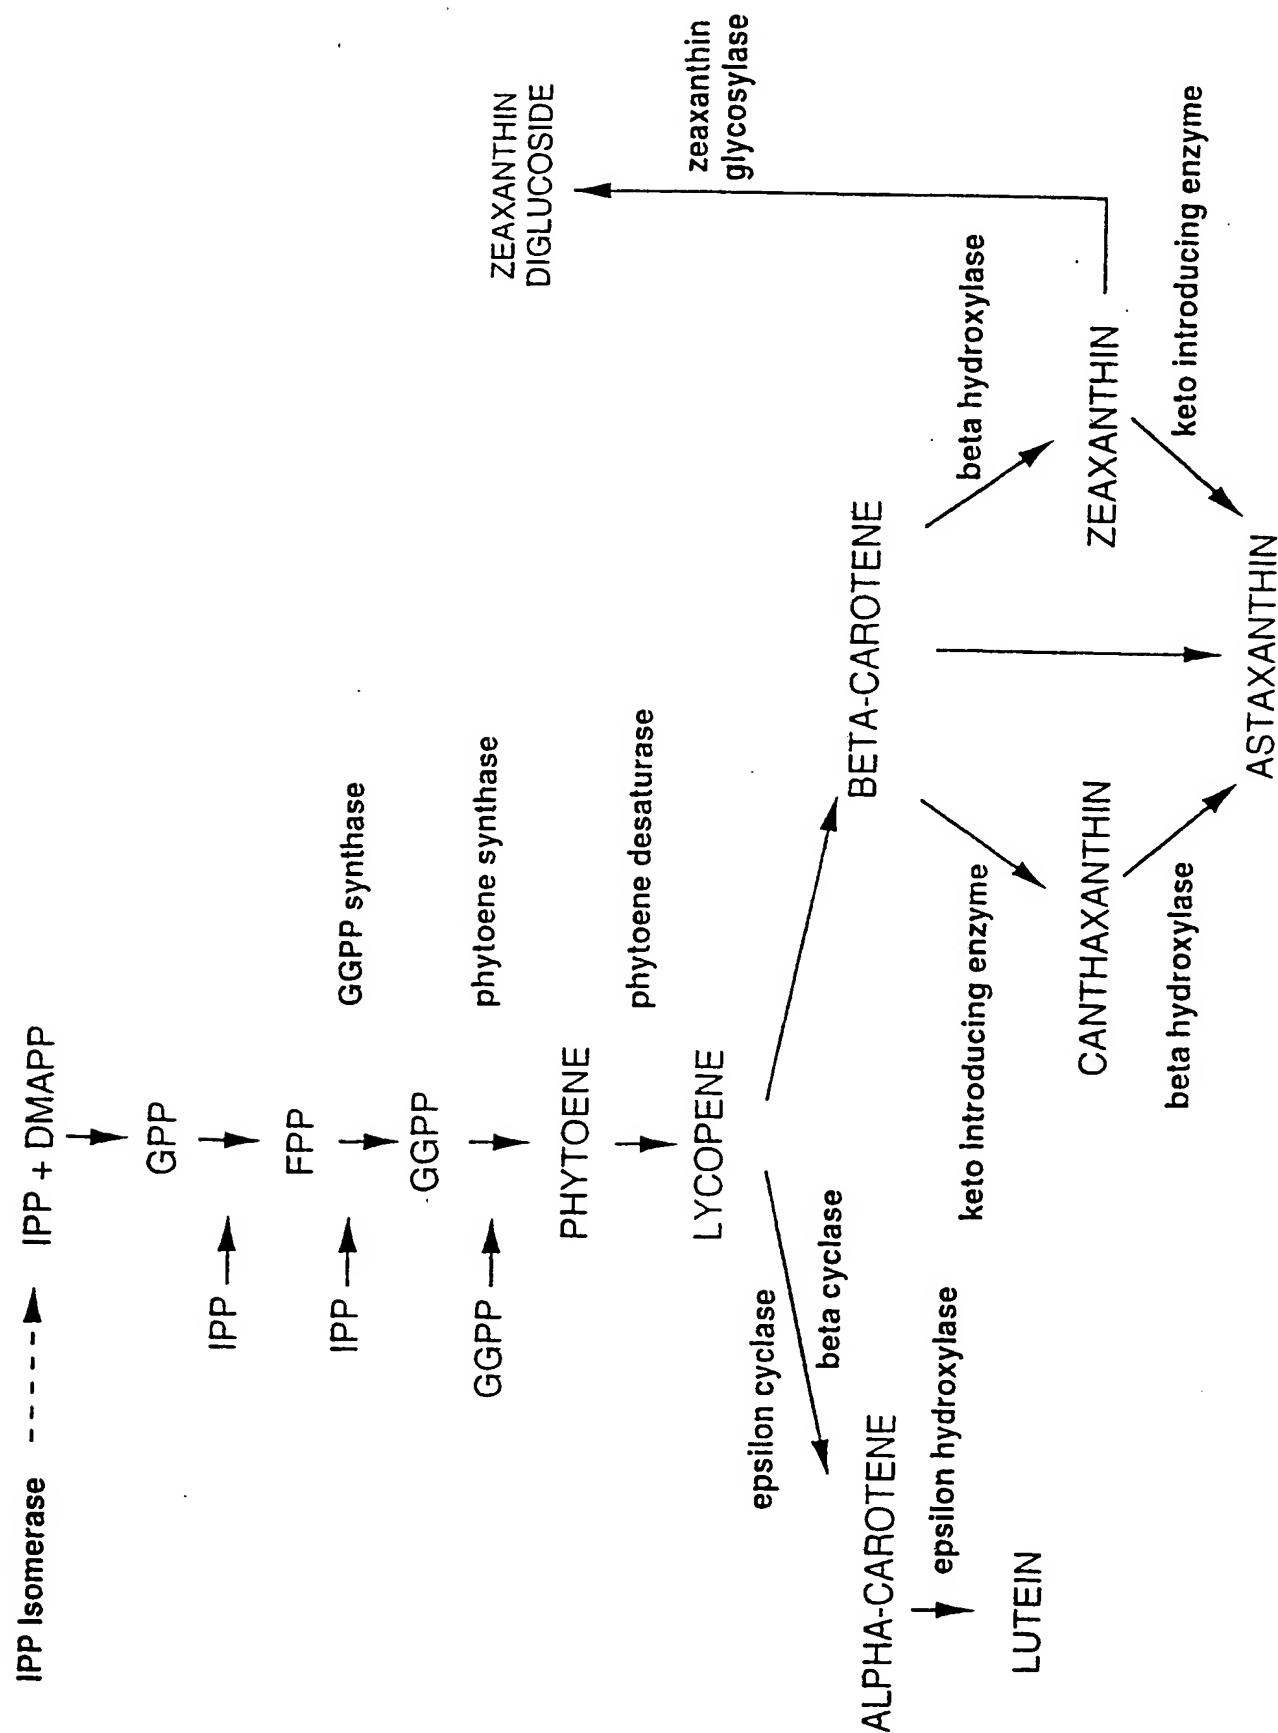 IPP Isomerase
IPP + DMAPP
GPP
IPP
FPP
IPP
GGPP synthase
GGPP
GGPP
phytoene synthase
PHYTOENE
phytoene desaturase
LYCOPENE
epsilon cyclase
beta cyclase
ALPHA-CAROTENE
epsilon hydroxylase
LUTEIN
BETA-CAROTENE
keto introducing enzyme
beta hydroxylase
CANTHAXANTHIN
ZEAXANTHIN
beta hydroxylase
keto introducing enzyme
ASTAXANTHIN
zeaxanthin
glycosylase
ZEAXANTHIN
DIGLUCOSIDE